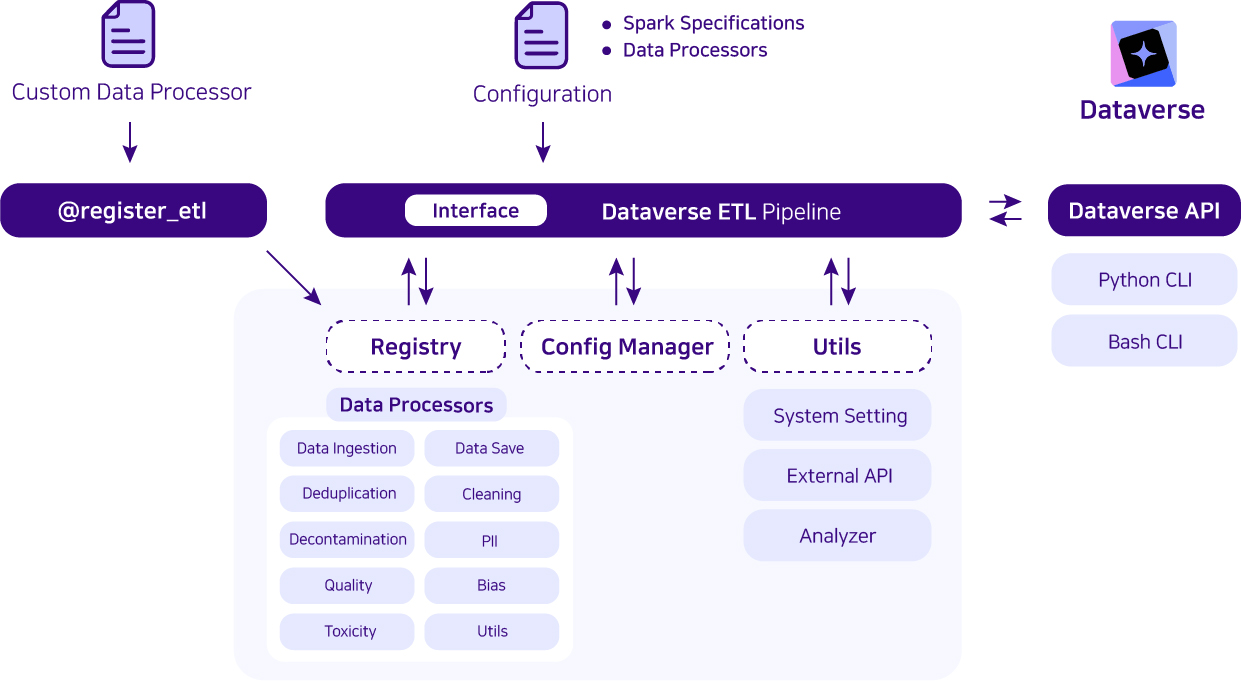 Spark Specifications
Data Processors
Custom Data Processor
Configuration
Dataverse
@register_etl
Interface
Dataverse ETL Pipeline
Dataverse API
Python CLI
Bash CLI
Registry
Config Manager
Utils
Data Processors
Data Ingestion
Data Save
Deduplication
Cleaning
Decontamination
PII
Quality
Bias
Toxicity
Utils
System Setting
External API
Analyzer